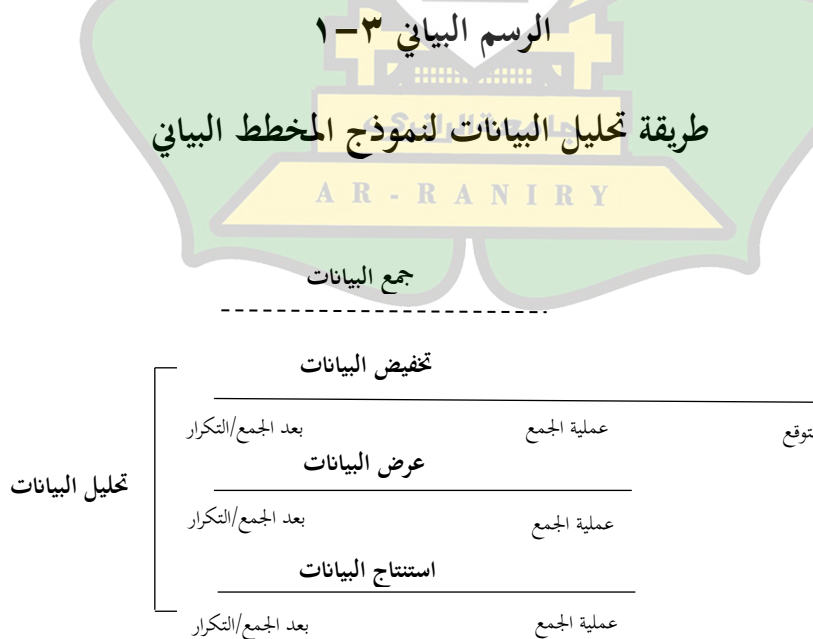 الرسم البياني ٣-١
طريقة تحليل البيانات لنموذج المخطط البياني
AR-RANIRY
جمع البيانات
تخفيض البيانات
عملية الجمع بعد الجمع/التكرار
عرض البيانات
تحليل البيانات
عملية الجمع بعد الجمع/التكرار
استنتاج البيانات
عملية الجمع بعد الجمع/التكرار